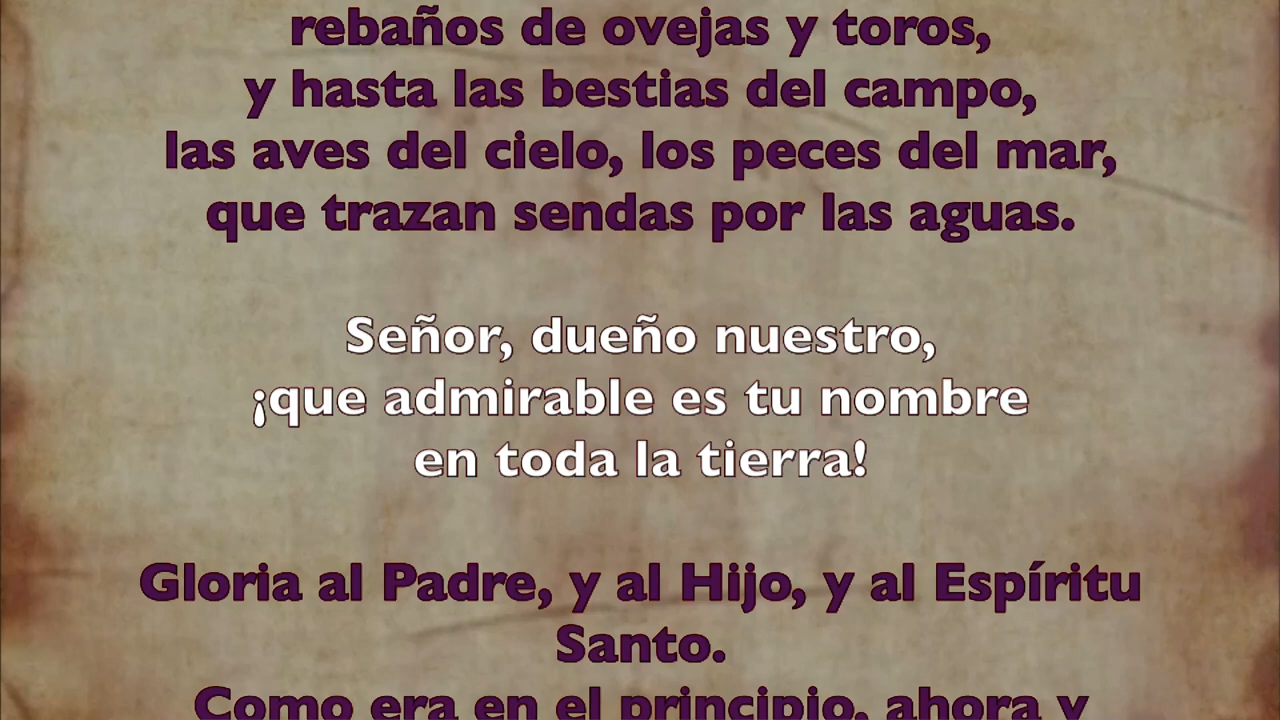 rebaños de ovejas y toros,
y hasta las bestias del campo,
las aves del cielo, los peces del mar,
que trazan sendas por las aguas.
Señor, dueño nuestro,
¡que admirable es tu nombre
en toda la tierra!
Gloria al Padre, y al Hijo, y al Espíritu
Santo.
Como era en el principio, ahora y